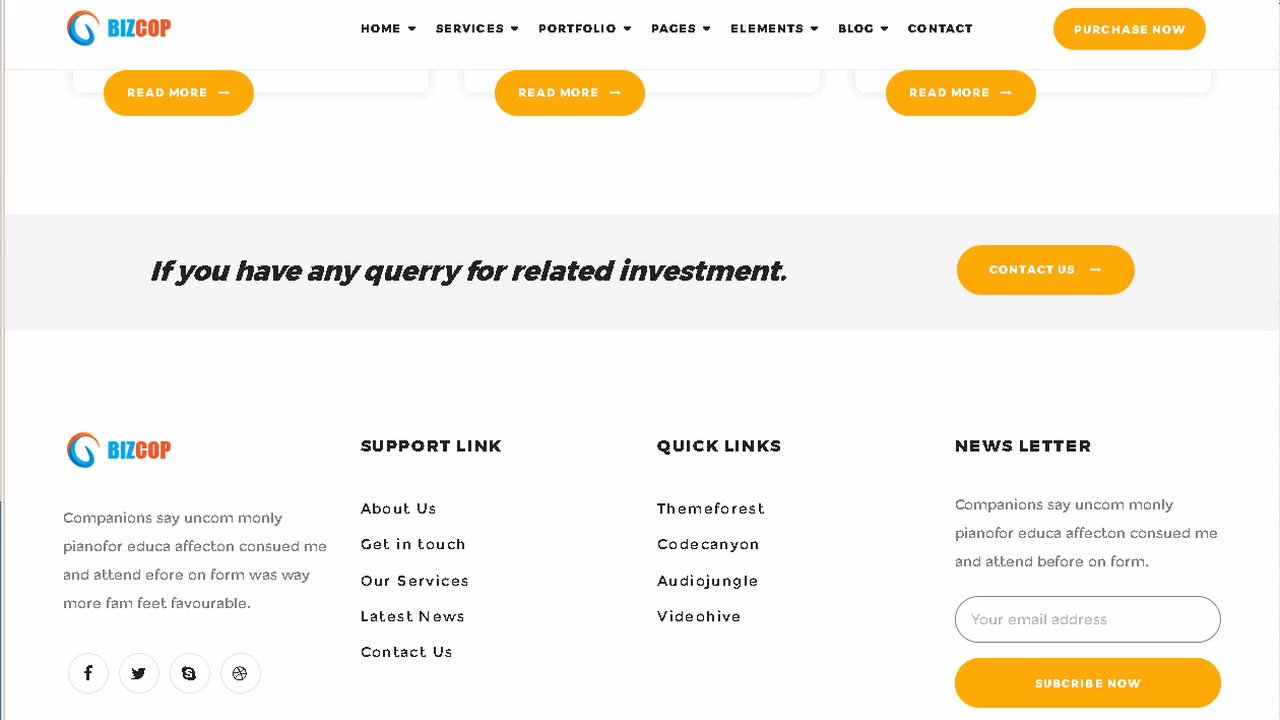 BIZCOP
HOME SERVICES PORTFOLIO PAGES ELEMENTS BLOG CONTACT
PURCHASE NOW
READ MORE
READ MORE
READ MORE
If you have any querry for related investment.
CONTACT US
BIZCOP
Companions say uncom monly
pianofor educa affecton consued me
and attend efore on form was way
more fam feet favourable.
SUPPORT LINK
About Us
Get in touch
Our Services
Latest News
Contact Us
QUICK LINKS
Themeforest
Codecanyon
Audiojungle
Videohive
NEWS LETTER
Companions say uncom monly
pianofor educa affecton consued me
and attend before on form.
Your email address
SUBCRIBE NOW